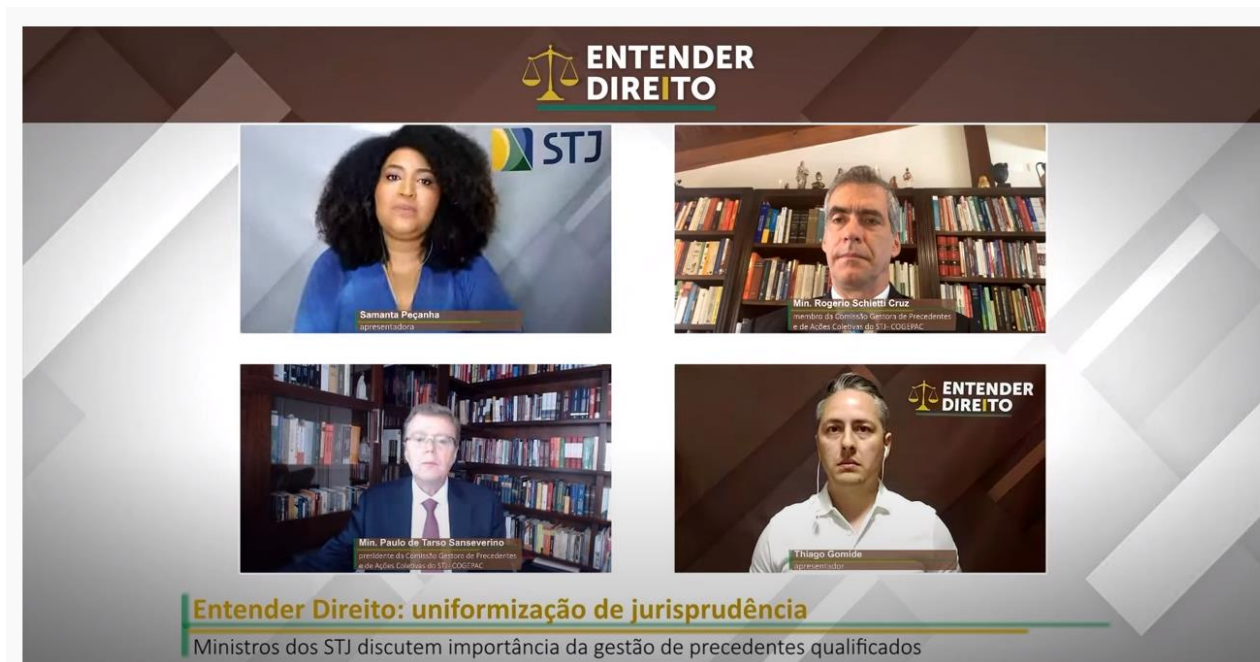 ENTENDER
DIREITO
STJ
Samanta Peçanha
apresentadora
Min. Rogerio Schietti Cruz
membro da Comissão Gestora de Precedentes
e de Ações Coletivas do STJ- COGEPAC
Min. Paulo de Tarso Sanseverino
presidente da Comissão Gestora de Precedentes
e de Ações Coletivas do STJ- COGEPAC
ENTENDER
DIREITO
Thiago Gomide
apresentador
Entender Direito: uniformização de jurisprudência
Ministros dos STJ discutem importância da gestão de precedentes qualificados